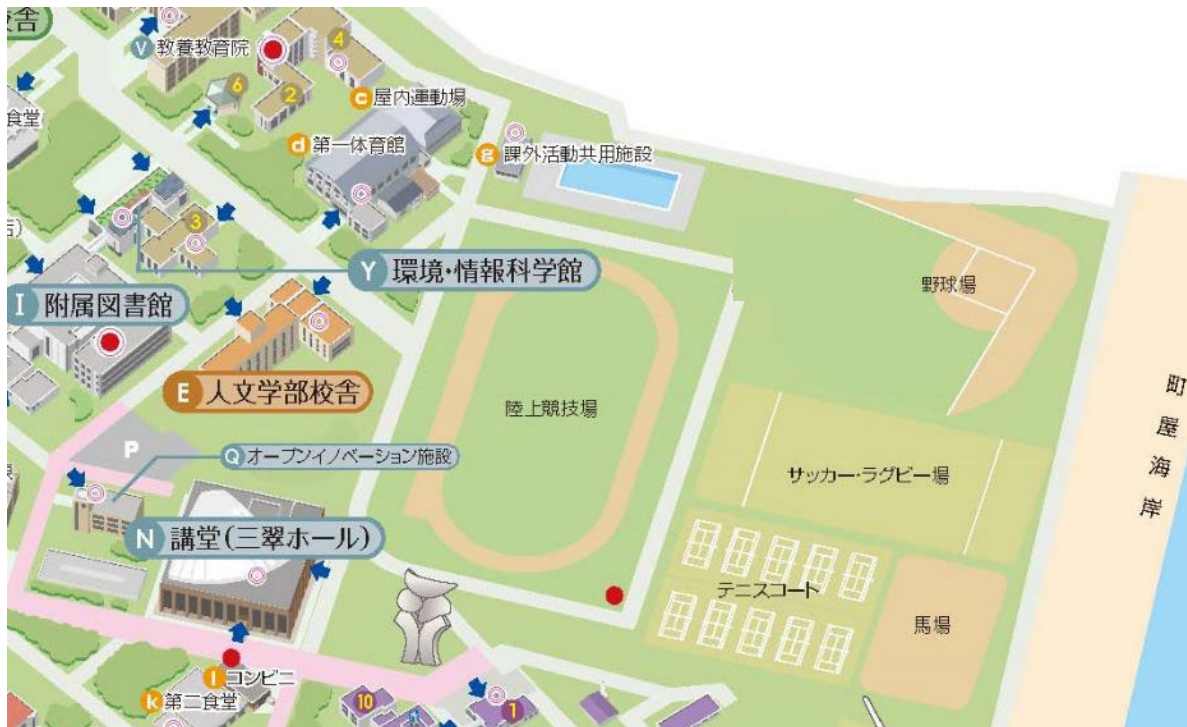 校舎
V 教養教育院
4
6
2
食堂
c 屋内運動場
d 第一体育館
g 課外活動共用施設
3
Y 環境・情報科学館
野球場
I 附属図書館
E 人文学部校舎
陸上競技場
町屋海岸
P
Q オープンイノベーション施設
サッカー・ラグビー場
N 講堂(三翠ホール)
テニスコート
馬場
l コンビニ
k 第二食堂
10
1